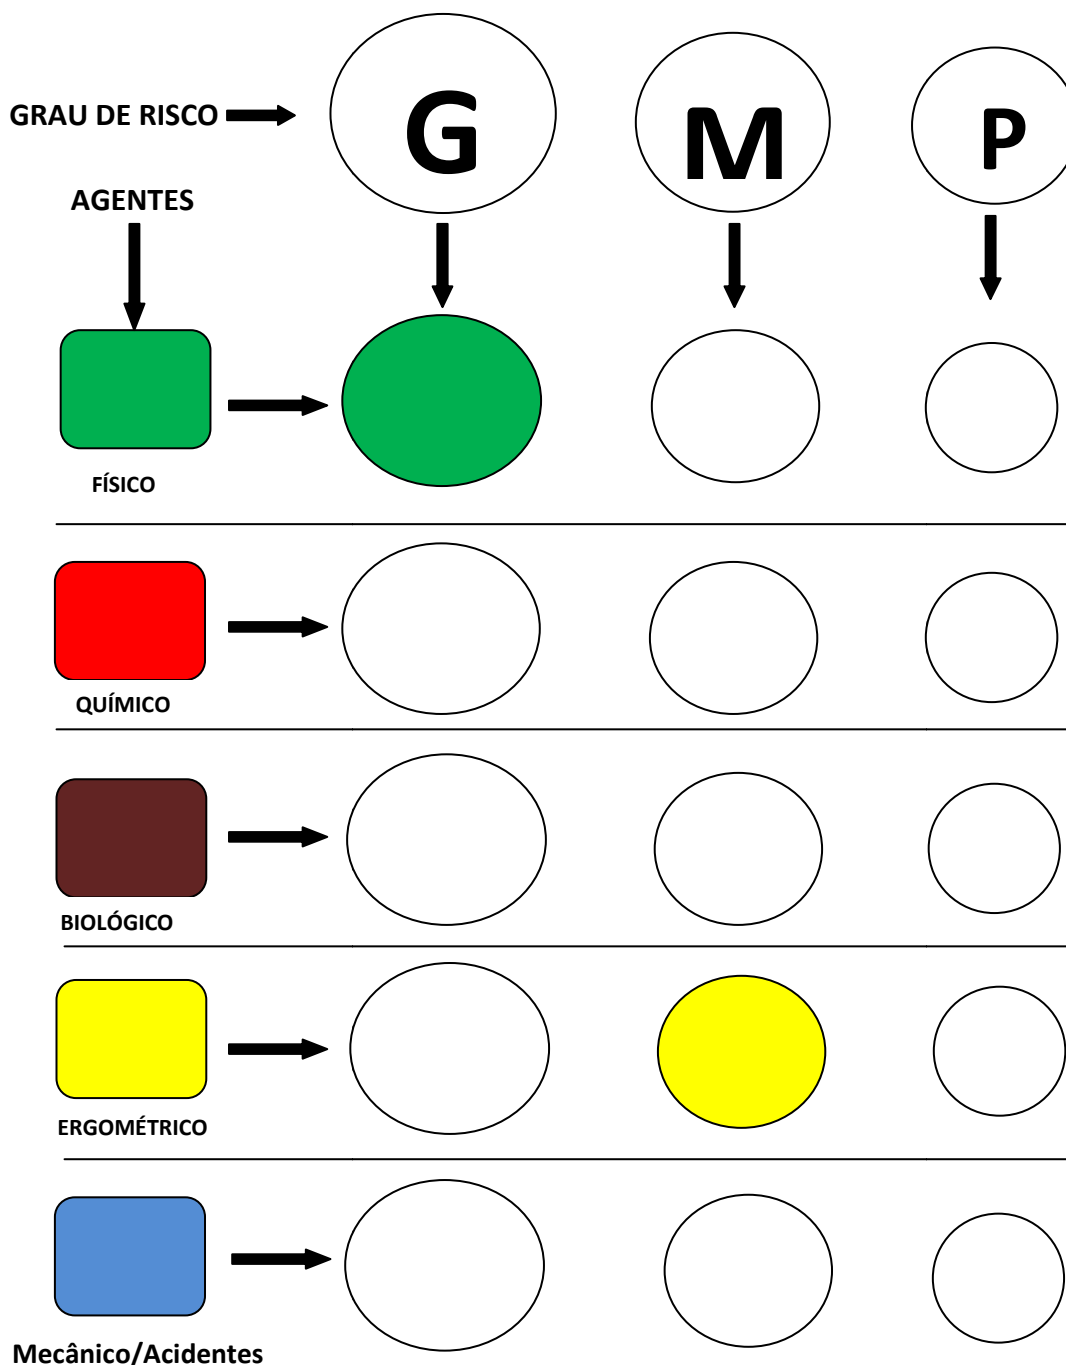 G M P
GRAU DE RISCO
AGENTES
FÍSICO
QUÍMICO
BIOLÓGICO
ERGOMÉTRICO
Mecânico/Acidentes